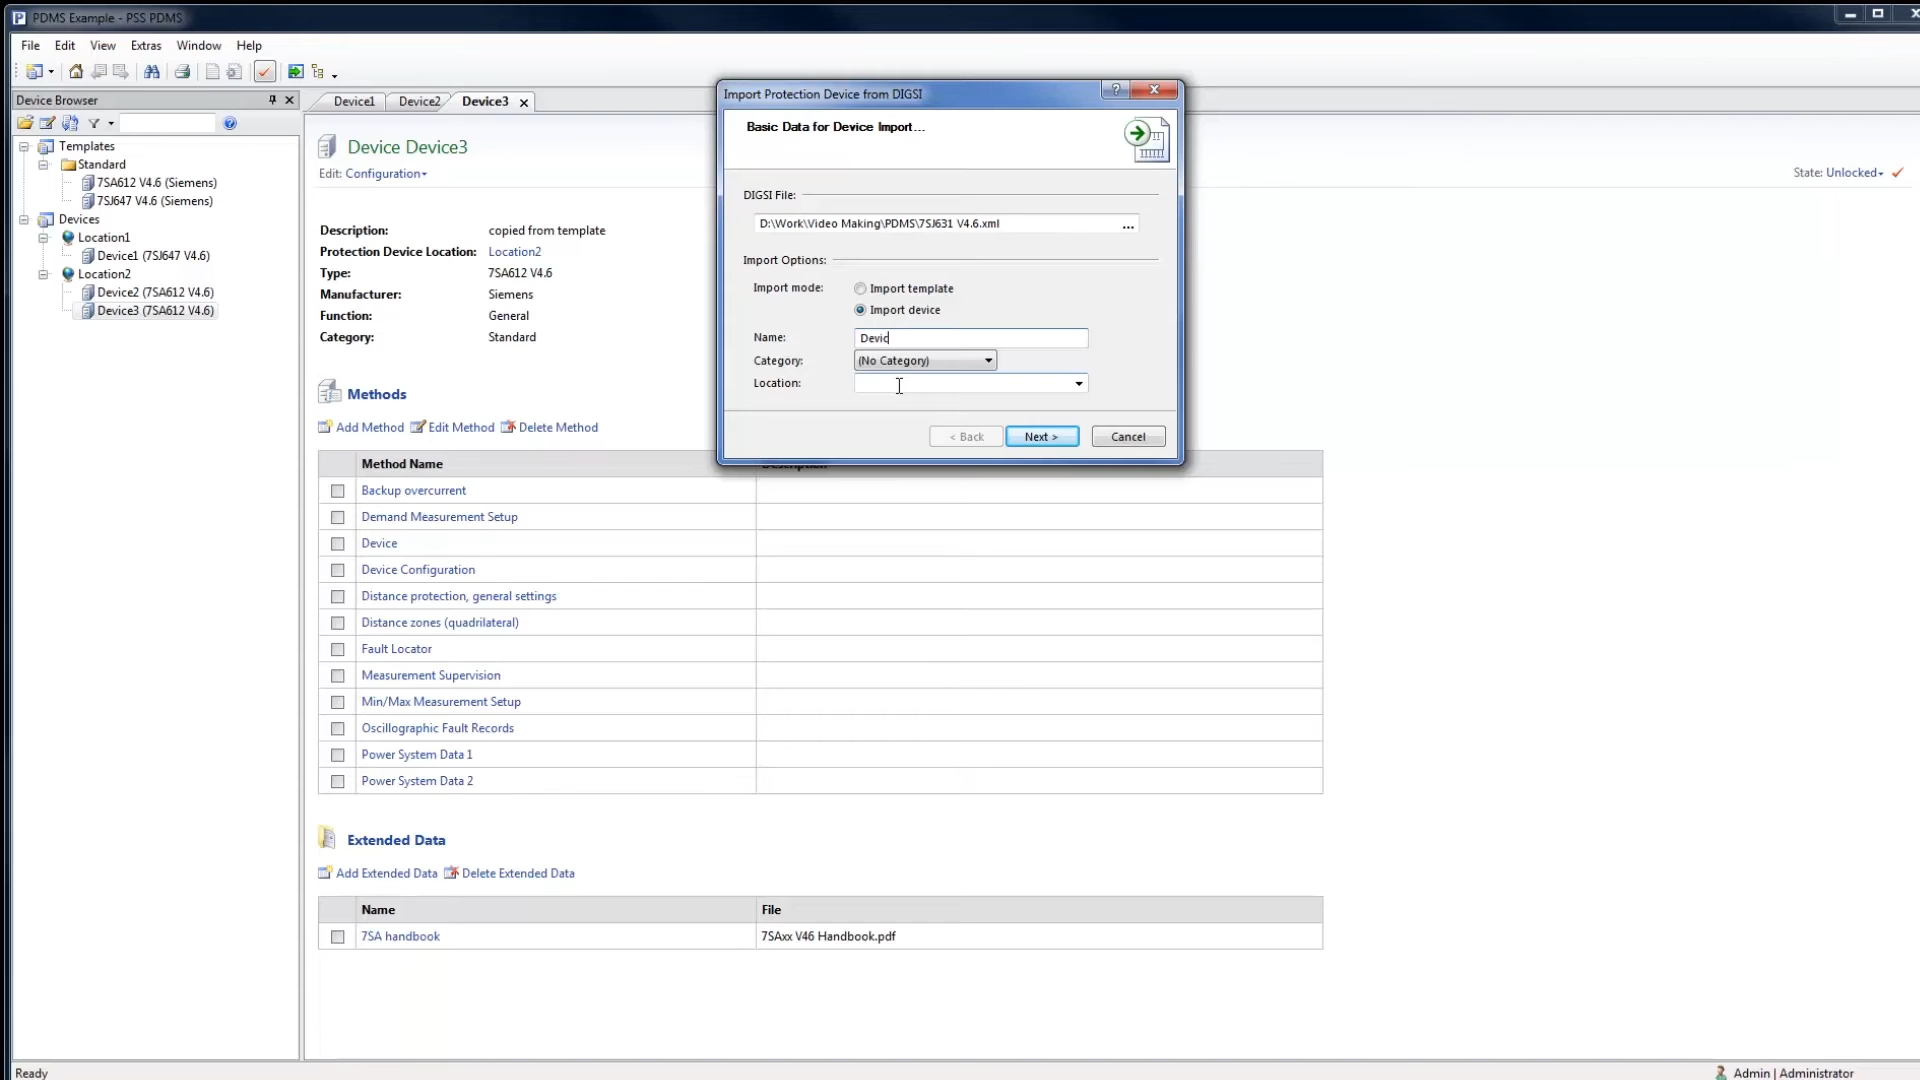 PDMS Example - PSS PDMS
File Edit View Extras Window Help
Device Browser
Templates
Standard
7SA612 V4.6 (Siemens)
7SJ647 V4.6 (Siemens)
Devices
Location1
Device1 (7SJ647 V4.6)
Location2
Device2 (7SA612 V4.6)
Device3 (7SA612 V4.6)
Device1 Device2 Device3
Device Device3
Edit: Configuration
State: Unlocked
Description: copied from template
Protection Device Location: Location2
Type: 7SA612 V4.6
Manufacturer: Siemens
Function: General
Category: Standard
Methods
Add Method Edit Method Delete Method
Method Name Description
Backup overcurrent
Demand Measurement Setup
Device
Device Configuration
Distance protection, general settings
Distance zones (quadrilateral)
Fault Locator
Measurement Supervision
Min/Max Measurement Setup
Oscillographic Fault Records
Power System Data 1
Power System Data 2
Extended Data
Add Extended Data Delete Extended Data
Name File
7SA handbook 7SAxx V46 Handbook.pdf
Import Protection Device from DIGSI
Basic Data for Device Import...
DIGSI File:
D:\Work\Video Making\PDMS\7SJ631 V4.6.xml ...
Import Options:
Import mode: Import template
Import device
Name: Devic
Category: (No Category)
Location:
< Back Next > Cancel
Ready
Admin | Administrator